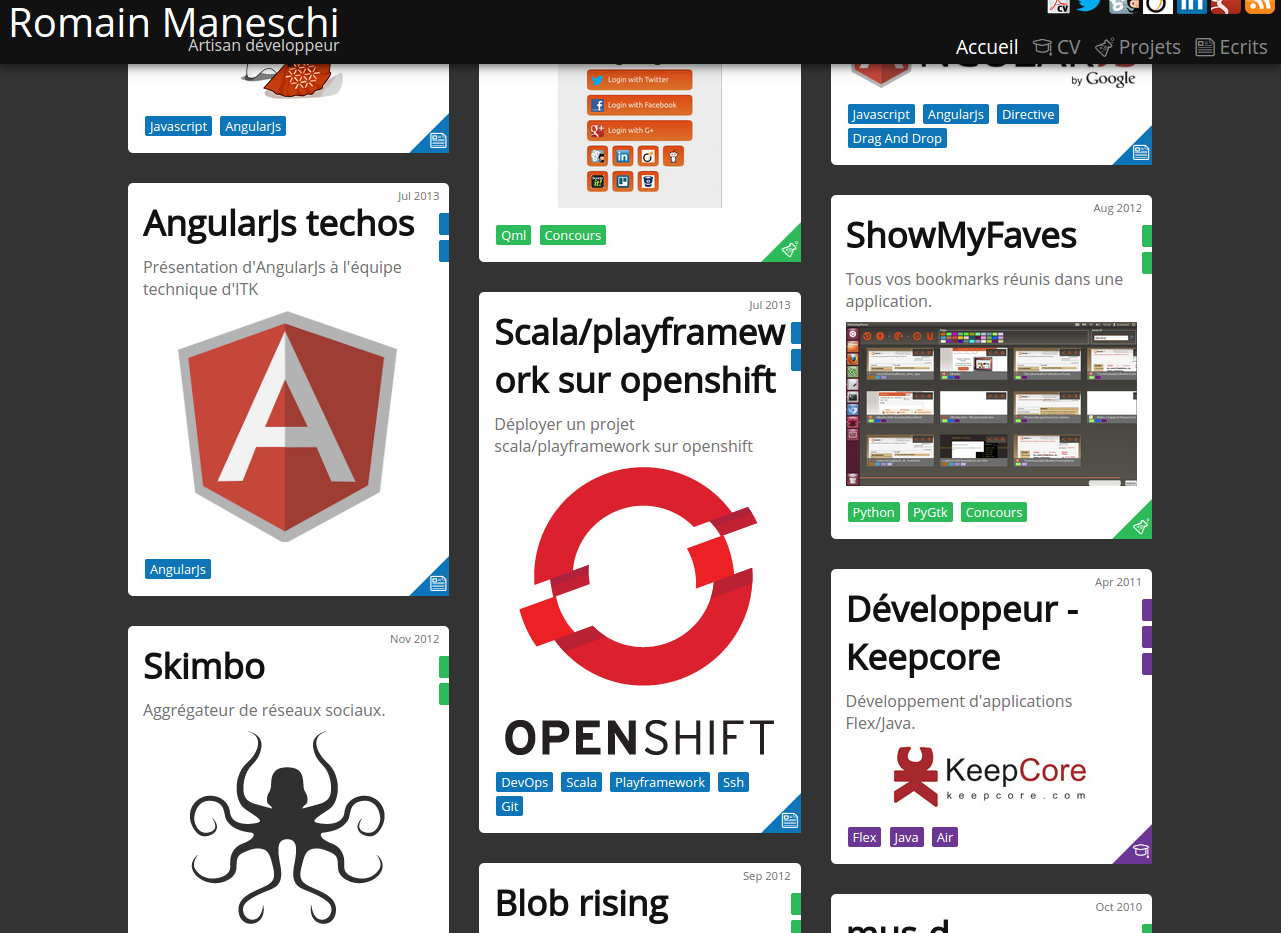 Romain Maneschi
Artisan développeur
Accueil
CV
Projets
Ecrits
Javascript
AngularJs
Jul 2013
AngularJs techos
Présentation d'AngularJs à l'équipe
technique d'ITK
AngularJs
Nov 2012
Skimbo
Aggrégateur de réseaux sociaux.
Login with Twitter
Login with Facebook
Login with G+
Qml
Concours
Jul 2013
Scala/playframew
ork sur openshift
Déployer un projet
scala/playframework sur openshift
OPENSHIFT
DevOps
Scala
Playframework
Ssh
Git
Sep 2012
Blob rising
by Google
Javascript
AngularJs
Directive
Drag And Drop
Aug 2012
ShowMyFaves
Tous vos bookmarks réunis dans une
application.
Python
PyGtk
Concours
Apr 2011
Développeur -
Keepcore
Développement d'applications
Flex/Java.
KeepCore
keepcore.com
Flex
Java
Air
Oct 2010